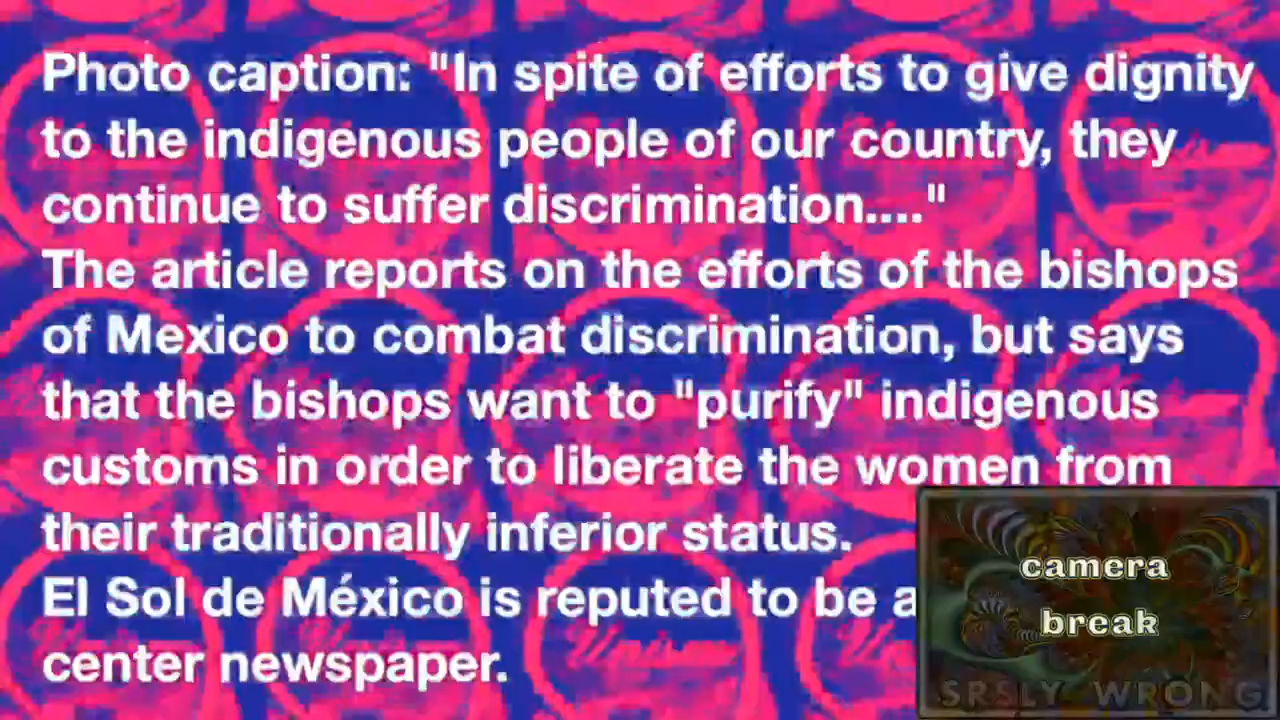 Photo caption: "In spite of efforts to give dignity
to the indigenous people of our country, they
continue to suffer discrimination...."
The article reports on the efforts of the bishops
of Mexico to combat discrimination, but says
that the bishops want to "purify" indigenous
customs in order to liberate the women from
their traditionally inferior status.
El Sol de México is reputed to be a
center newspaper.
camera
break
SRSLY WRONG